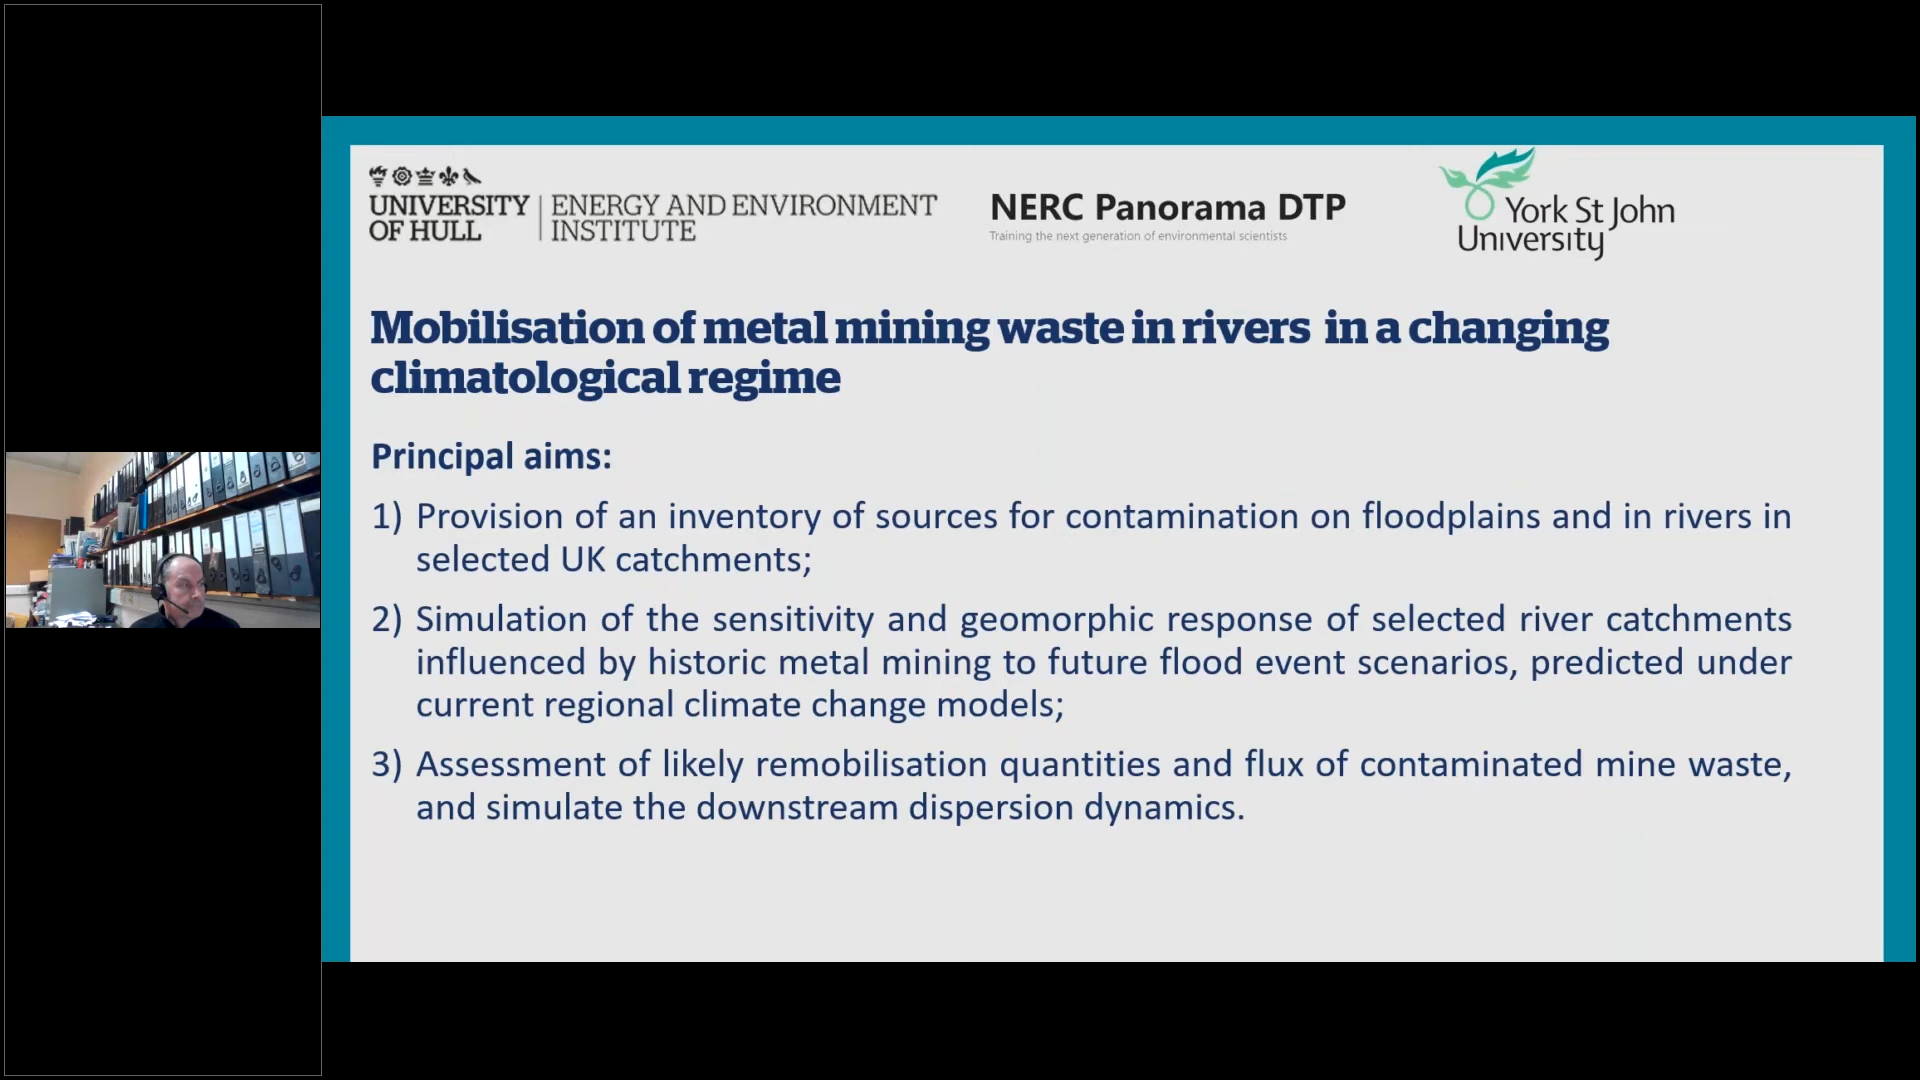 UNIVERSITY OF HULL
ENERGY AND ENVIRONMENT INSTITUTE
NERC Panorama DTP
Training the next generation of environmental scientists
York St John
University
Mobilisation of metal mining waste in rivers in a changing
climatological regime
Principal aims:
1) Provision of an inventory of sources for contamination on floodplains and in rivers in
selected UK catchments;
2) Simulation of the sensitivity and geomorphic response of selected river catchments
influenced by historic metal mining to future flood event scenarios, predicted under
current regional climate change models;
3) Assessment of likely remobilisation quantities and flux of contaminated mine waste,
and simulate the downstream dispersion dynamics.